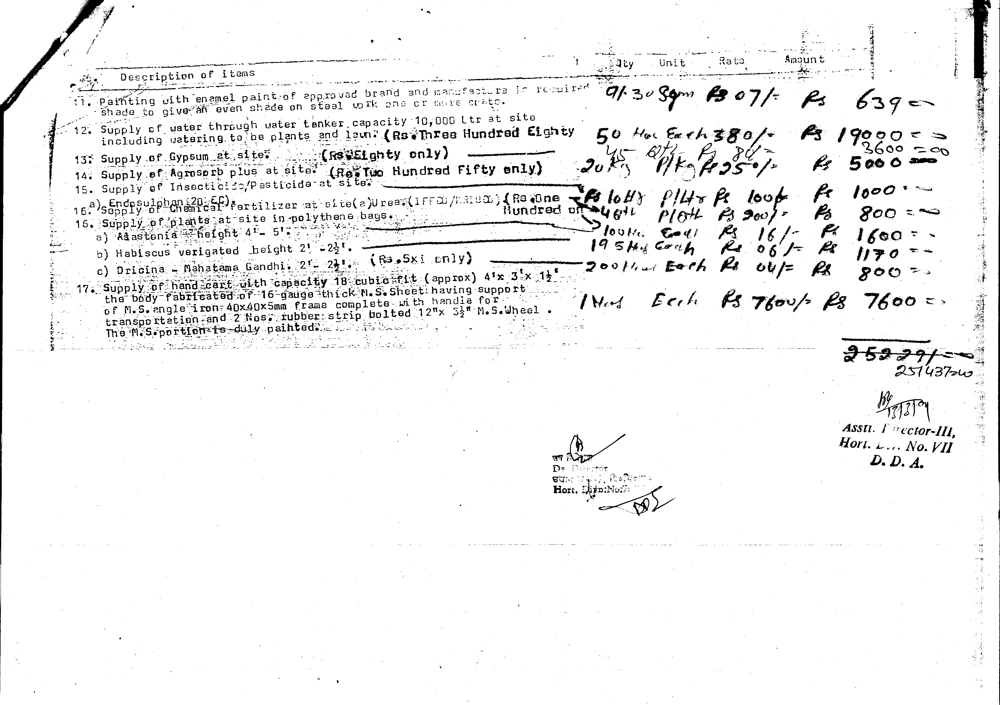 Description of items Qty Unit Rate Amount
11. Painting with enamel paint of approved brand and manufacture in required 91.30 Sqm Rs 07/= Rs 639=00
shade to give an even shade on steel work one or more coats.
12. Supply of water through water tanker capacity 10,000 Ltr at site
including watering to be plants and lawn. (Rs.Three Hundred Eighty 50 Nos Each 380/= Rs 19000=00
13. Supply of Gypsum at site. (Rs.Eighty only) 45 Qtl Rs 80/= 3600=00
14. Supply of Agrosorb plus at site. (Rs.Two Hundred Fifty only) 20 Kg P/Kg Rs 250/= Rs 5000=00
15. Supply of Insecticide/Pesticide at site.
a) Endosulphan 20 EC). 10 Ltr P/Ltr Rs 100/= Rs 1000=
16. Supply of Chemical fertilizer at site(a)Urea.(IFFCO/KRIBCO)(Rs.One
Hundred on 4 Qtl P/Qtl Rs 200/= Rs 800=00
16. Supply of plants at site in polythene bags.
a) Alastonia height 4'- 5'. 100 Nos Each Rs 16/- Rs 1600=
b) Habiscus verigated height 2' -2½'. 195 Nos Each Rs 06/= Rs 1170=
c) Dricina - Mahatama Gandhi. 2'- 2½'. (Rs.Sxi only) 200 Nos Each Rs 04/= Rs 800=
17. Supply of hand cart with capacity 18 cubic fit (approx) 4'x 3'x 1½'
the body fabricated of 16 gauge thick M.S.Sheet having support
of M.S.angle iron 40x40x5mm frame complete with handle for 1 Nos Each Rs 7600/= Rs 7600=
transportation and 2 Nos. rubber strip bolted 12"x 3½" M.S.Wheel .
The M.S.portion is duly painted.
25229/=00
251437=40
13/3/04
Asstt. Director-III,
Hort. No. VII
D. D. A.
Dy. Director
Hort. Divn.No.